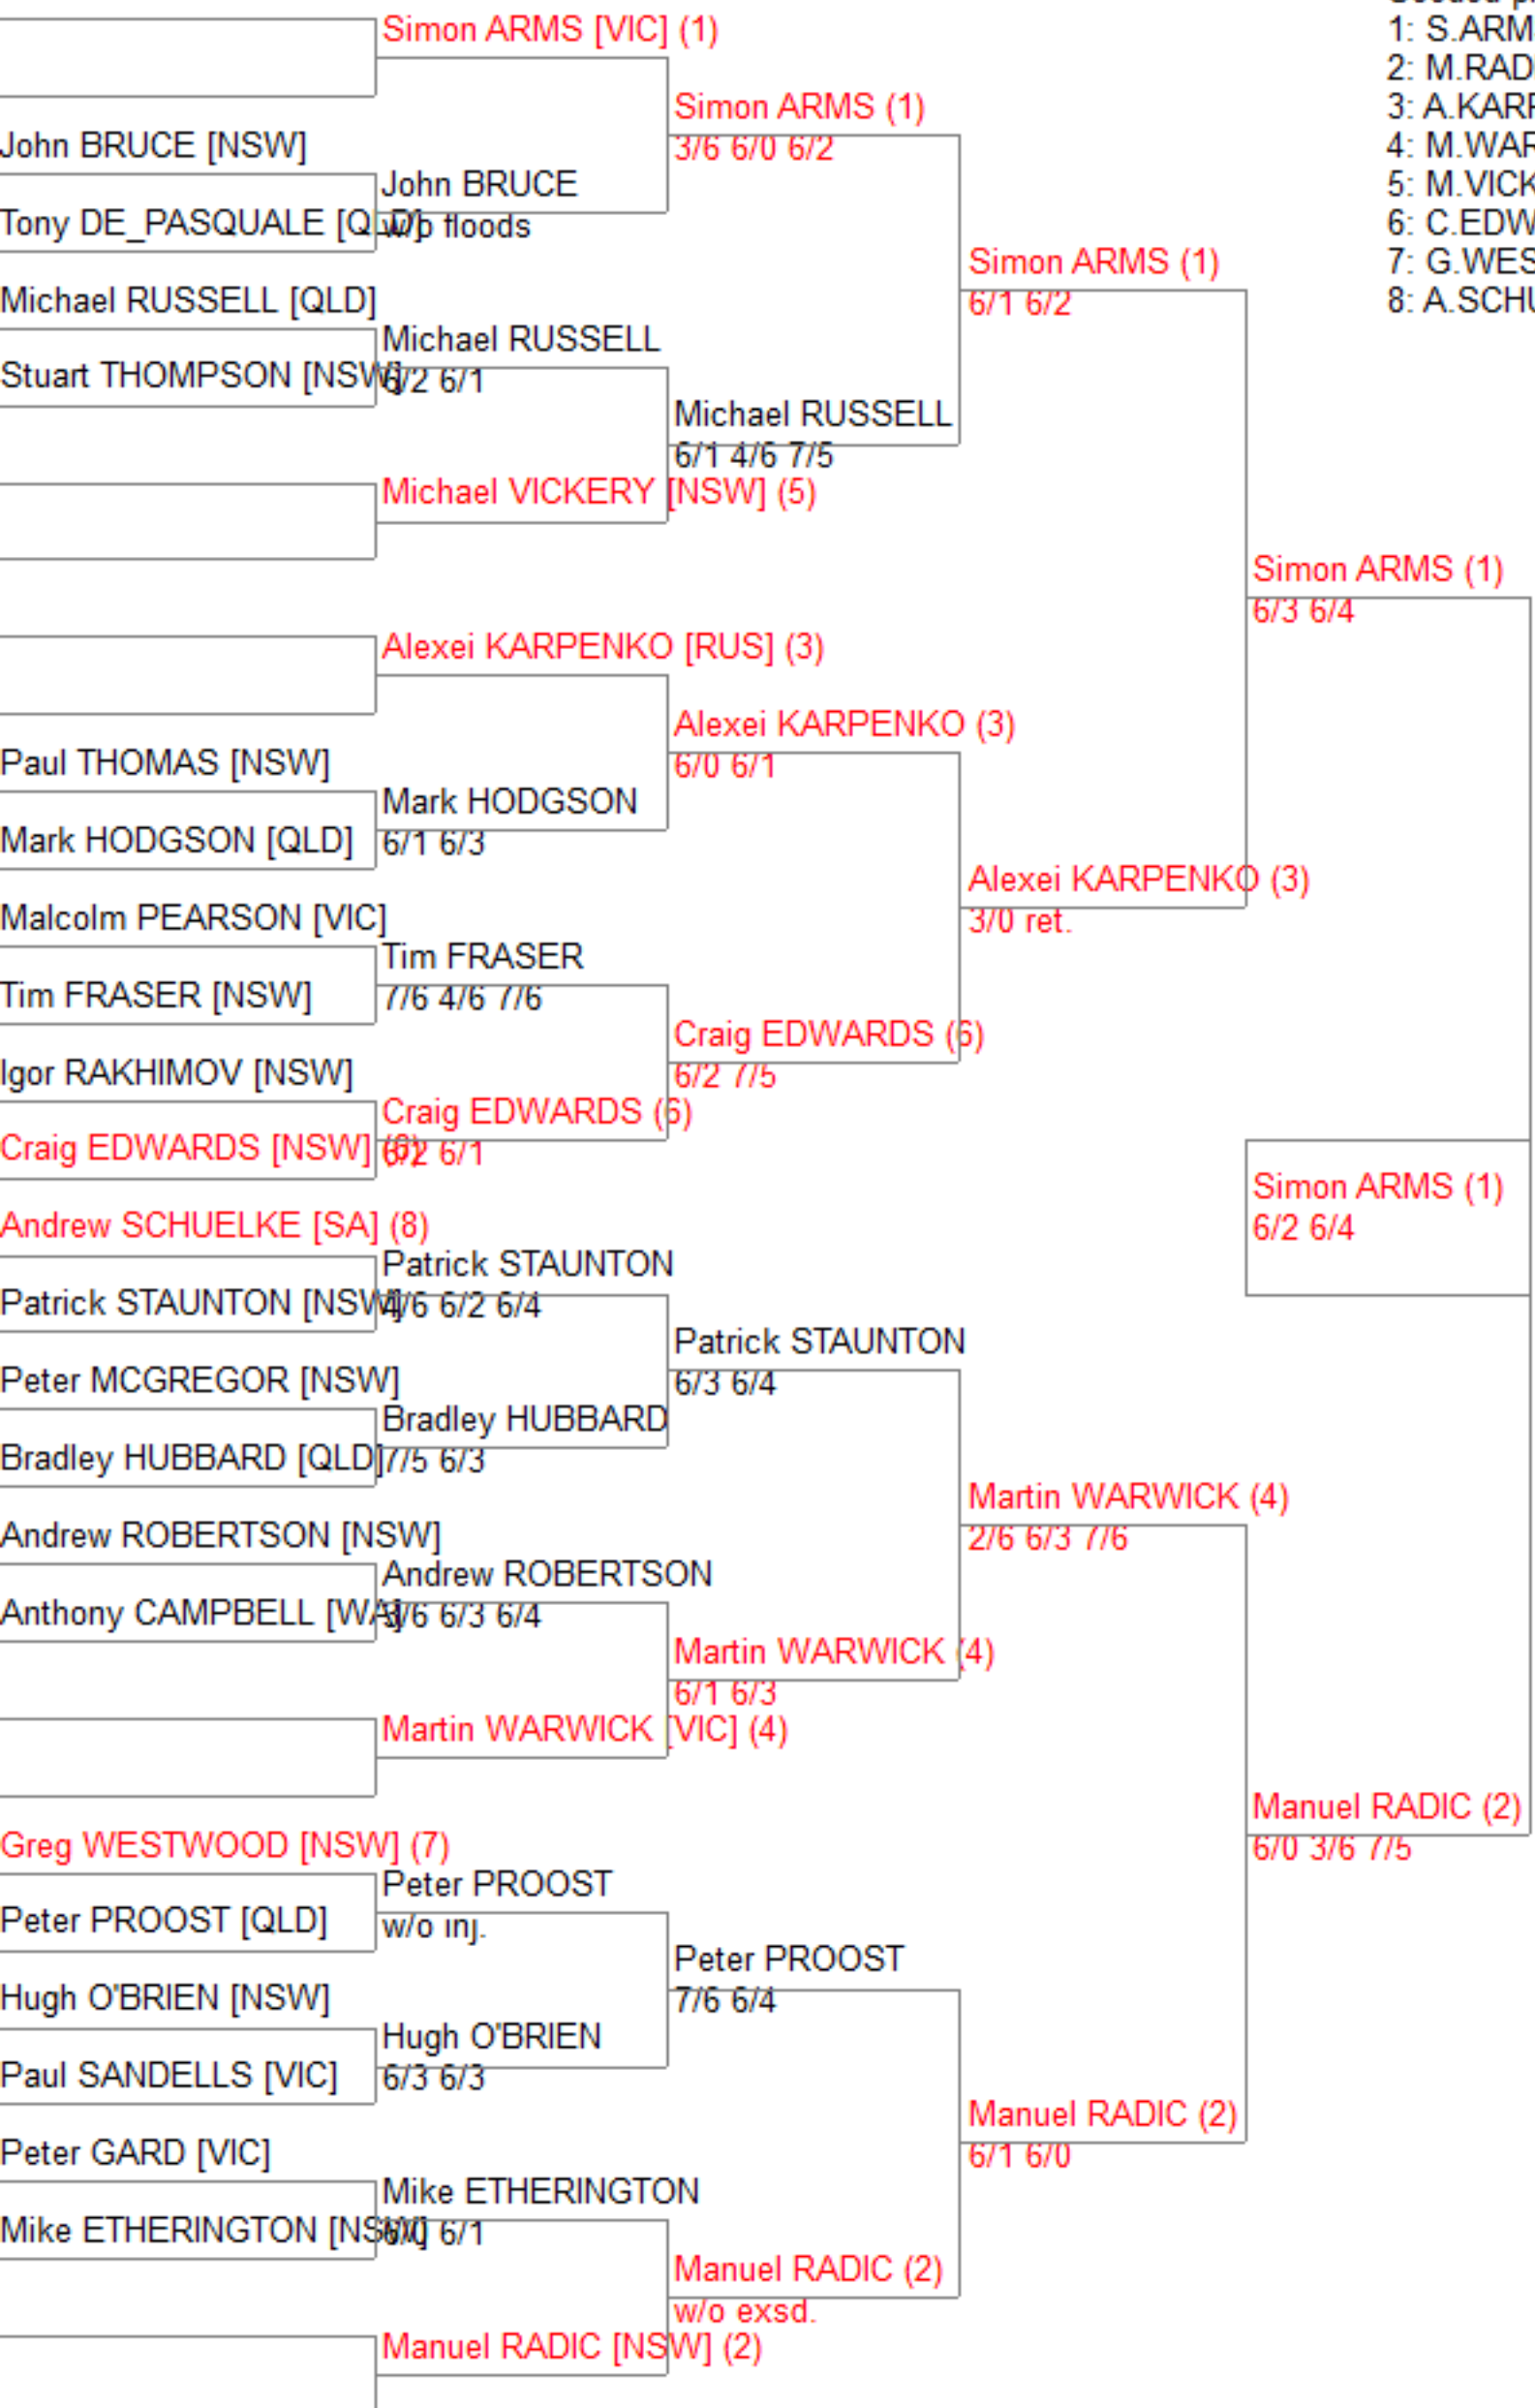 Simon ARMS [VIC] (1)
John BRUCE [NSW]
Tony DE_PASQUALE [QLD]
Michael RUSSELL [QLD]
Stuart THOMPSON [NSW]
Paul THOMAS [NSW]
Mark HODGSON [QLD]
Malcolm PEARSON [VIC]
Tim FRASER [NSW]
Igor RAKHIMOV [NSW]
Craig EDWARDS [NSW] (6)
Andrew SCHUELKE [SA] (8)
Patrick STAUNTON [NSW]
Peter MCGREGOR [NSW]
Bradley HUBBARD [QLD]
Andrew ROBERTSON [NSW]
Anthony CAMPBELL [WA]
Greg WESTWOOD [NSW] (7)
Peter PROOST [QLD]
Hugh O'BRIEN [NSW]
Paul SANDELLS [VIC]
Peter GARD [VIC]
Mike ETHERINGTON [NSW]
John BRUCE
w/o floods
Michael RUSSELL
6/2 6/1
Michael VICKERY [NSW] (5)
Alexei KARPENKO [RUS] (3)
Mark HODGSON
6/1 6/3
Tim FRASER
7/6 4/6 7/6
Craig EDWARDS (6)
6/2 6/1
Patrick STAUNTON
4/6 6/2 6/4
Bradley HUBBARD
7/5 6/3
Andrew ROBERTSON
3/6 6/3 6/4
Martin WARWICK [VIC] (4)
Peter PROOST
w/o inj.
Hugh O'BRIEN
6/3 6/3
Mike ETHERINGTON
6/0 6/1
Manuel RADIC [NSW] (2)
Simon ARMS (1)
3/6 6/0 6/2
Michael RUSSELL
6/1 4/6 7/5
Alexei KARPENKO (3)
6/0 6/1
Craig EDWARDS (6)
6/2 7/5
Patrick STAUNTON
6/3 6/4
Martin WARWICK (4)
6/1 6/3
Peter PROOST
7/6 6/4
Manuel RADIC (2)
w/o exsd.
Simon ARMS (1)
6/1 6/2
Alexei KARPENKO (3)
3/0 ret.
Martin WARWICK (4)
2/6 6/3 7/6
Manuel RADIC (2)
6/1 6/0
Simon ARMS (1)
6/3 6/4
Simon ARMS (1)
6/2 6/4
Manuel RADIC (2)
6/0 3/6 7/5
1: S.ARM
2: M.RAD
3: A.KARP
4: M.WAR
5: M.VICK
6: C.EDW
7: G.WES
8: A.SCHU